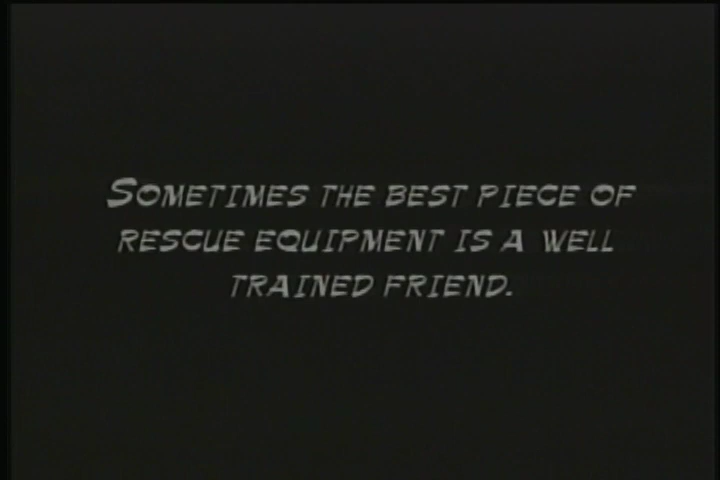 Sometimes the best piece of
rescue equipment is a well
trained friend.